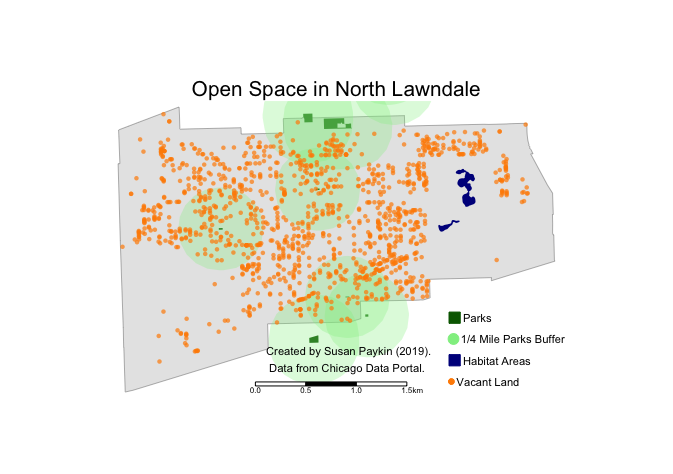 Open Space in North Lawndale
Parks
1/4 Mile Parks Buffer
Created by Susan Paykin (2019).
Habitat Areas
Data from Chicago Data Portal.
Vacant Land
0.0 0.5 1.0 1.5km